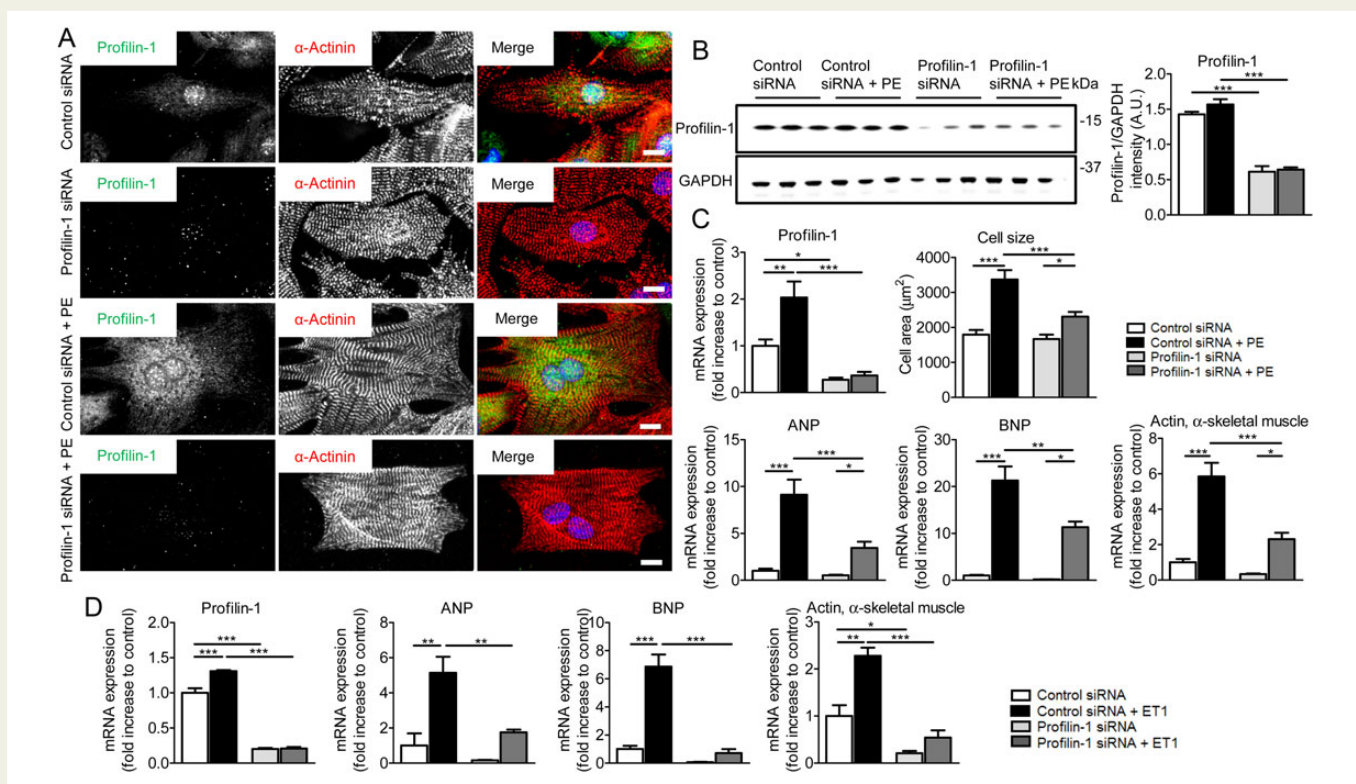 A
Profilin-1 α-Actinin Merge
Control siRNA
Profilin-1 α-Actinin Merge
Profilin-1 siRNA
Profilin-1 α-Actinin Merge
Control siRNA + PE
Profilin-1 α-Actinin Merge
Profilin-1 siRNA + PE
B
Control Control Profilin-1 Profilin-1
siRNA siRNA + PE siRNA siRNA + PE kDa
Profilin-1 -15
GAPDH -37
Profilin-1
Profilin-1/GAPDH
intensity (A.U.)
2.0
1.5
1.0
0.5
0.0
***
***
C
Profilin-1
mRNA expression
(fold increase to control)
3
2
1
0
*
** ***
Cell size
Cell area (μm²)
4000
3200
2400
1600
800
0
***
*** *
Control siRNA
Control siRNA + PE
Profilin-1 siRNA
Profilin-1 siRNA + PE
ANP
mRNA expression
(fold increase to control)
15
10
5
0
***
*** *
BNP
mRNA expression
(fold increase to control)
30
20
10
0
**
*** *
Actin, α-skeletal muscle
mRNA expression
(fold increase to control)
8
6
4
2
0
***
*** *
D
Profilin-1
mRNA expression
(fold increase to control)
2.0
1.5
1.0
0.5
0.0
***
*** ***
ANP
mRNA expression
(fold increase to control)
8
6
4
2
0
** **
BNP
mRNA expression
(fold increase to control)
10
8
6
4
2
0
*** ***
Actin, α-skeletal muscle
mRNA expression
(fold increase to control)
3
2
1
0
*
** ***
Control siRNA
Control siRNA + ET1
Profilin-1 siRNA
Profilin-1 siRNA + ET1